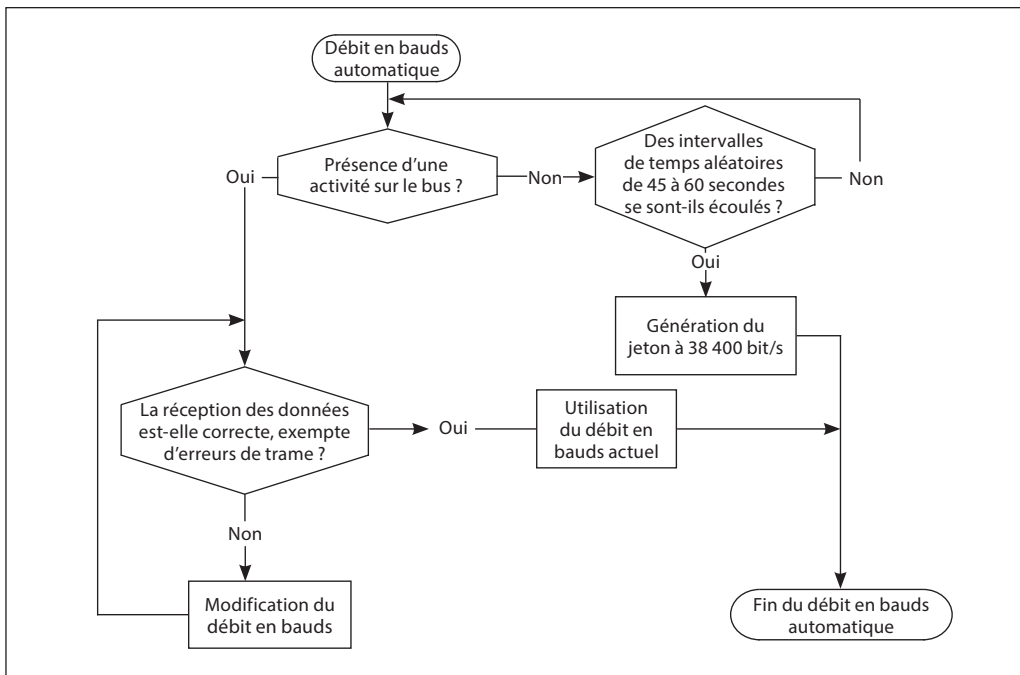 Débit en bauds
automatique
Présence d'une
activité sur le bus ?
Oui
Non
Des intervalles
de temps aléatoires
de 45 à 60 secondes
se sont-ils écoulés ?
Non
Oui
Génération du
jeton à 38 400 bit/s
La réception des données
est-elle correcte, exempte
d'erreurs de trame ?
Oui
Utilisation
du débit en
bauds actuel
Non
Modification du
débit en bauds
Fin du débit en bauds
automatique